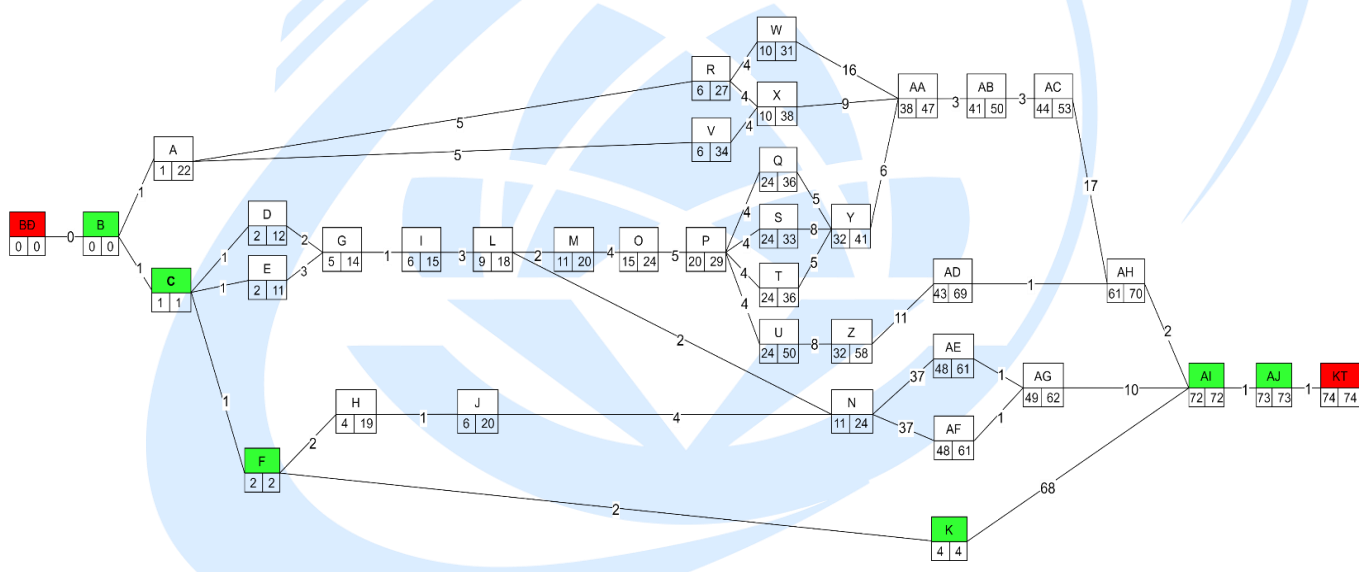 W
10 31
4
16
R
6 27
4
X
10 38
4
9
AA
38 47
3
AB
41 50
3
AC
44 53
5
V
6 34
5
A
1 22
1
Q
24 36
5
6
17
BĐ
0 0
0
B
0 0
1
D
2 12
1
2
G
5 14
1
I
6 15
3
L
9 18
2
M
11 20
4
O
15 24
5
P
20 29
4
S
24 33
4
8
Y
32 41
C
1 1
E
2 11
1
3
T
24 36
4
5
AD
43 69
1
AH
61 70
4
U
24 50
8
Z
32 58
11
2
2
AE
48 61
37
1
AG
49 62
10
AI
72 72
1
AJ
73 73
1
KT
74 74
1
H
4 19
2
1
J
6 20
4
N
11 24
37
AF
48 61
1
F
2 2
2
68
K
4 4